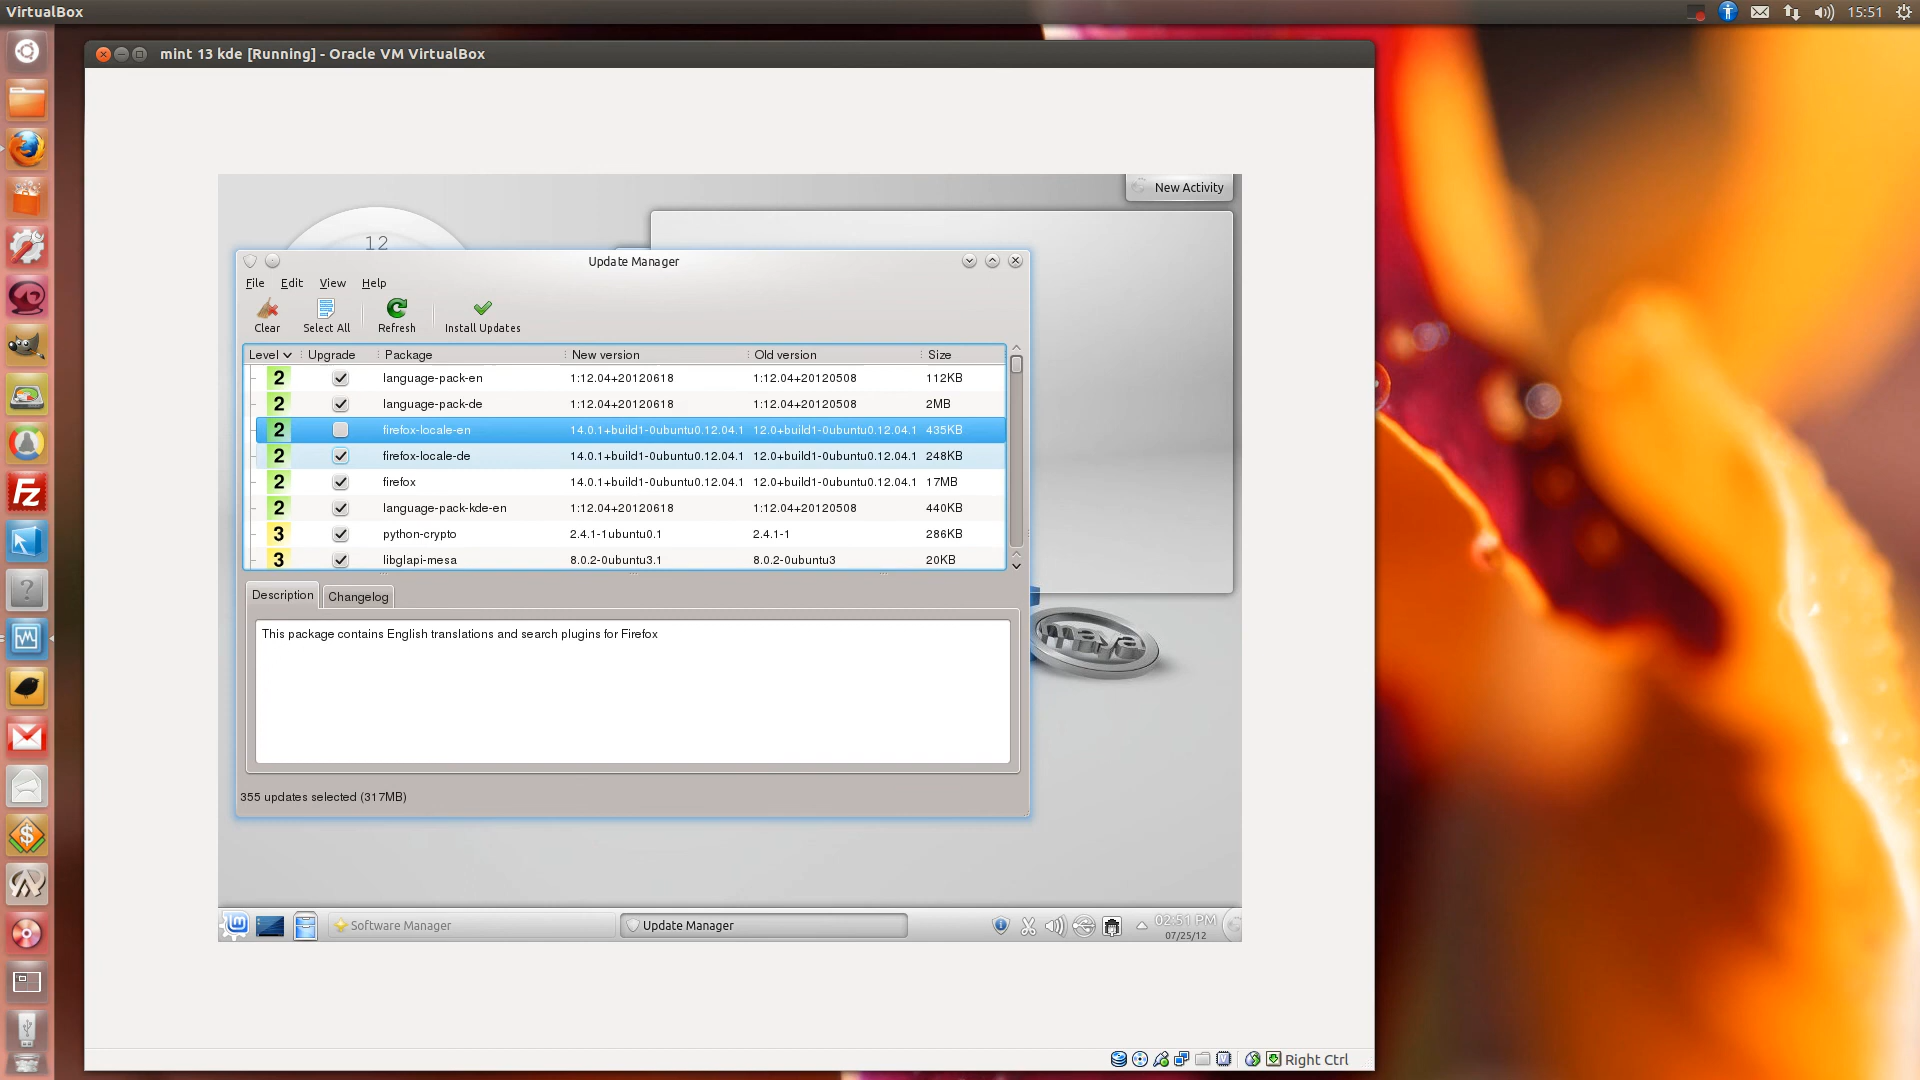 VirtualBox
15:51
mint 13 kde [Running] - Oracle VM VirtualBox
New Activity
12
Update Manager
File Edit View Help
Clear Select All Refresh Install Updates
Level Upgrade Package New version Old version Size
2 language-pack-en 1:12.04+20120618 1:12.04+20120508 112KB
2 language-pack-de 1:12.04+20120618 1:12.04+20120508 2MB
2 firefox-locale-en 14.0.1+build1-0ubuntu0.12.04.1 12.0+build1-0ubuntu0.12.04.1 435KB
2 firefox-locale-de 14.0.1+build1-0ubuntu0.12.04.1 12.0+build1-0ubuntu0.12.04.1 248KB
2 firefox 14.0.1+build1-0ubuntu0.12.04.1 12.0+build1-0ubuntu0.12.04.1 17MB
2 language-pack-kde-en 1:12.04+20120618 1:12.04+20120508 440KB
3 python-crypto 2.4.1-1ubuntu0.1 2.4.1-1 286KB
3 libglapi-mesa 8.0.2-0ubuntu3.1 8.0.2-0ubuntu3 20KB
Description Changelog
This package contains English translations and search plugins for Firefox
maya
355 updates selected (317MB)
Software Manager
Update Manager
02:51 PM
07/25/12
Fz
Right Ctrl